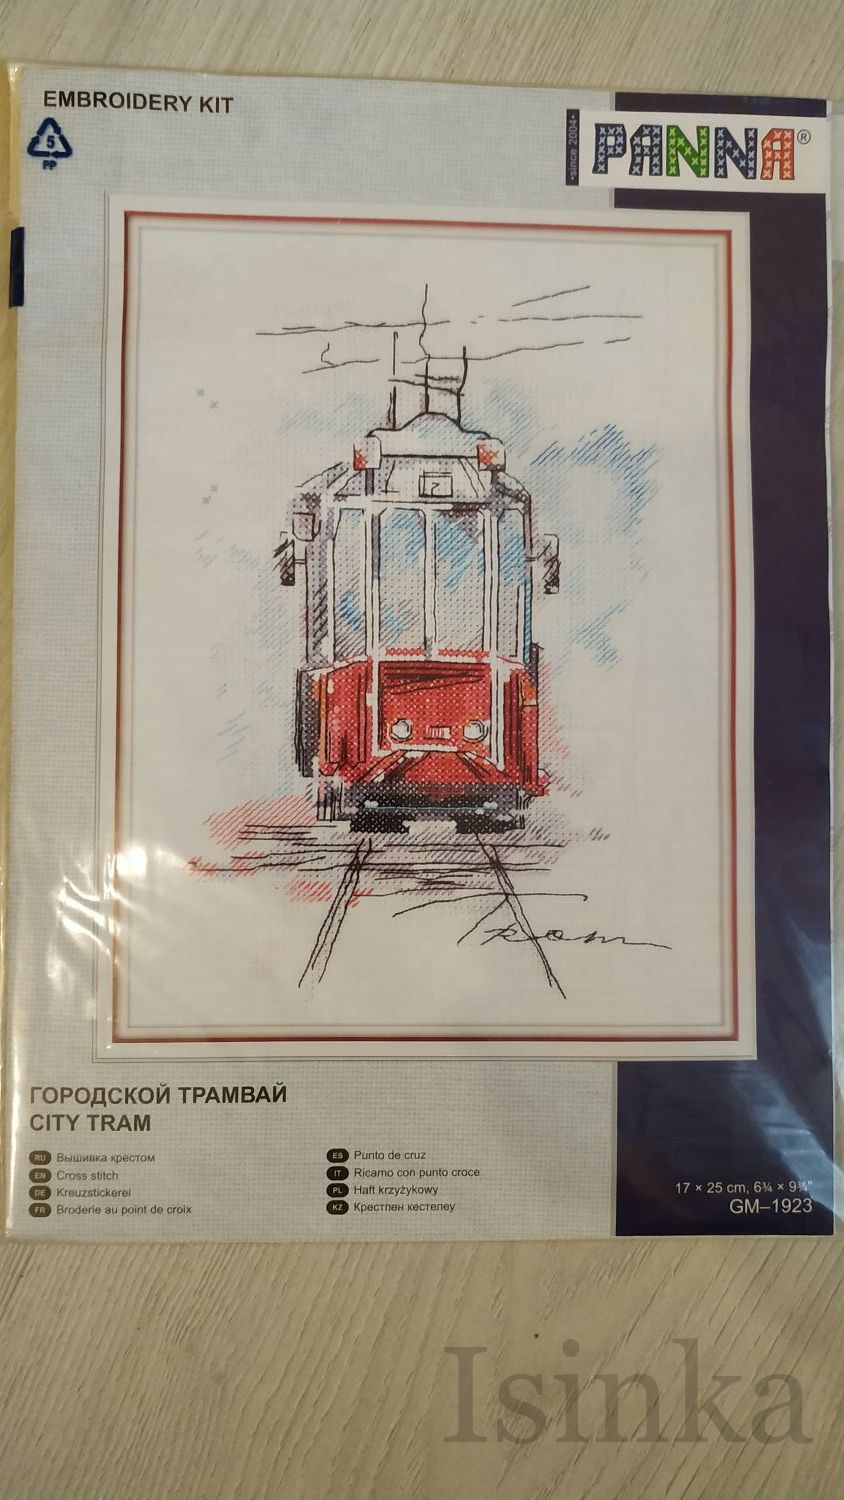 EMBROIDERY KIT
5
PP
•since 2004•
PANNA®
2
Tram
ГОРОДСКОЙ ТРАМВАЙ
CITY TRAM
RU Вышивка крестом
EN Cross stitch
DE Kreuzstickerei
FR Broderie au point de croix
ES Punto de cruz
IT Ricamo con punto croce
PL Haft krzyżykowy
KZ Крестпен кестелеу
17 × 25 cm, 6¾ × 9¾"
GM–1923
Isinka